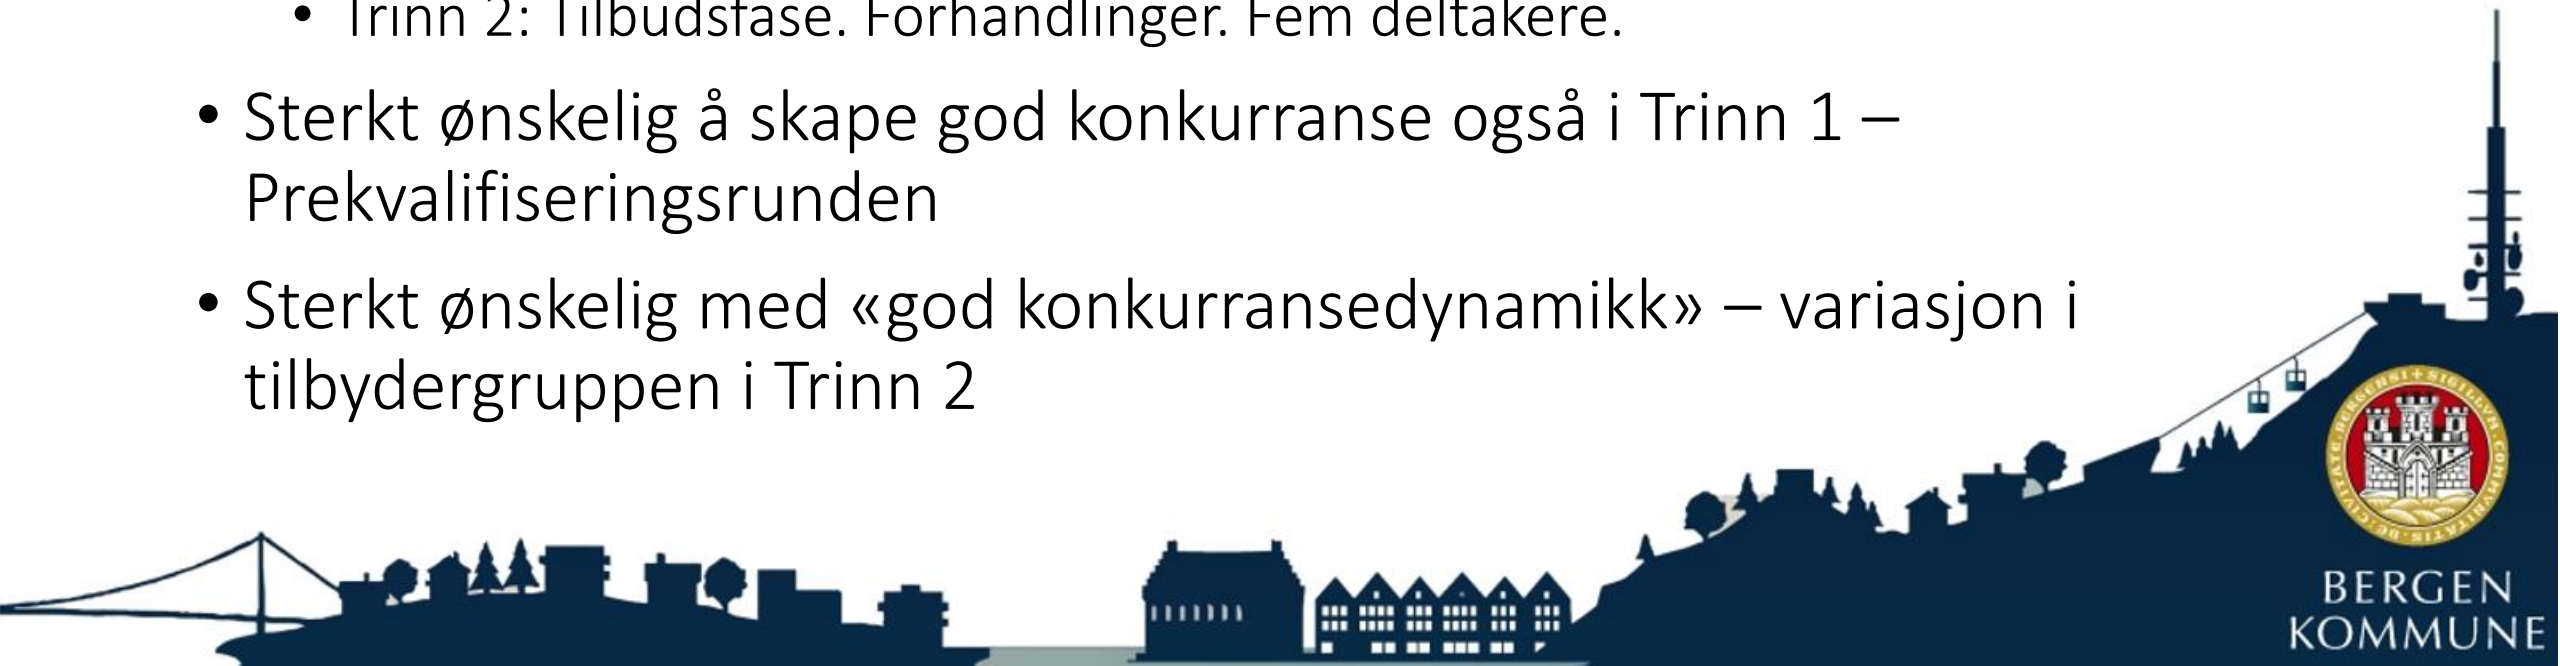 • Trinn 2: Tilbudsfase. Forhandlinger. Fem deltakere.
• Sterkt ønskelig å skape god konkurranse også i Trinn 1 –
Prekvalifiseringsrunden
• Sterkt ønskelig med «god konkurransedynamikk» – variasjon i
tilbydergruppen i Trinn 2
BERGEN
KOMMUNE